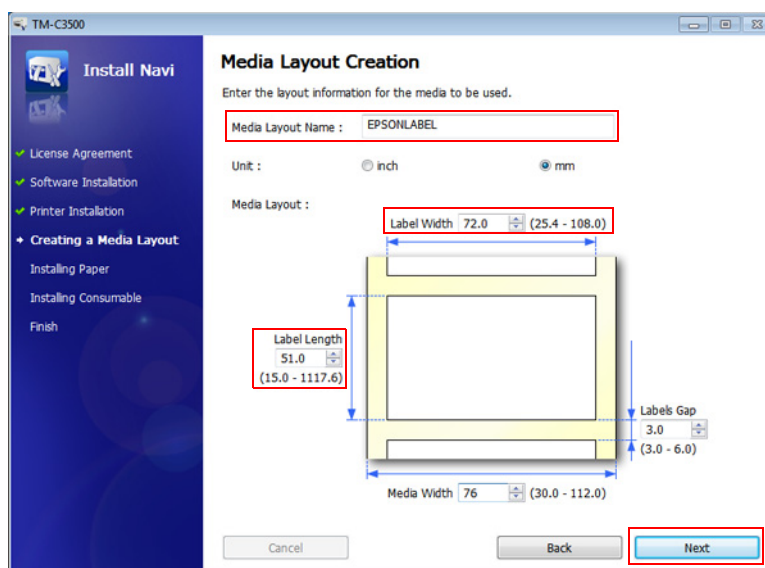 TM-C3500
Install Navi
License Agreement
Software Installation
Printer Installation
Creating a Media Layout
Installing Paper
Installing Consumable
Finish
Media Layout Creation
Enter the layout information for the media to be used.
Media Layout Name : EPSONLABEL
Unit : inch mm
Media Layout :
Label Width 72.0 (25.4 - 108.0)
Label Length
51.0
(15.0 - 1117.6)
Labels Gap
3.0
(3.0 - 6.0)
Media Width 76 (30.0 - 112.0)
Cancel Back Next